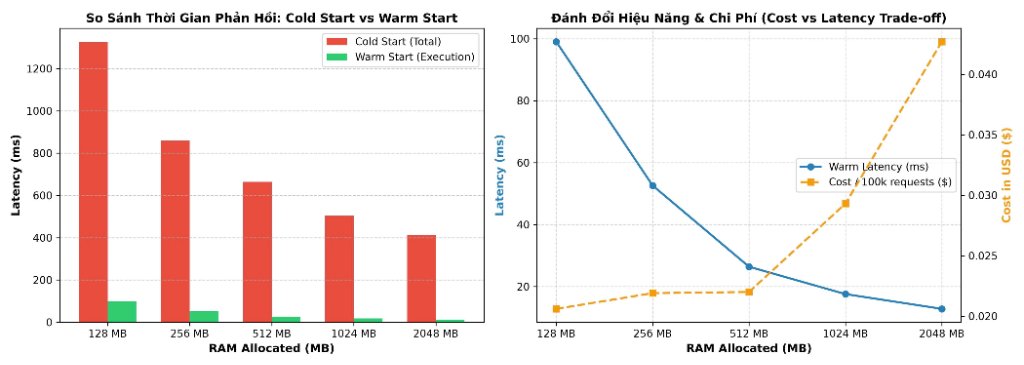 So Sánh Thời Gian Phản Hồi: Cold Start vs Warm Start
Cold Start (Total)
Warm Start (Execution)
Latency (ms)
1200
1000
800
600
400
200
0
128 MB 256 MB 512 MB 1024 MB 2048 MB
RAM Allocated (MB)
Đánh Đổi Hiệu Năng & Chi Phí (Cost vs Latency Trade-off)
Latency (ms)
100
80
60
40
20
Warm Latency (ms)
Cost / 100k requests ($)
0.040
0.035
0.030
0.025
0.020
Cost in USD ($)
128 MB 256 MB 512 MB 1024 MB 2048 MB
RAM Allocated (MB)